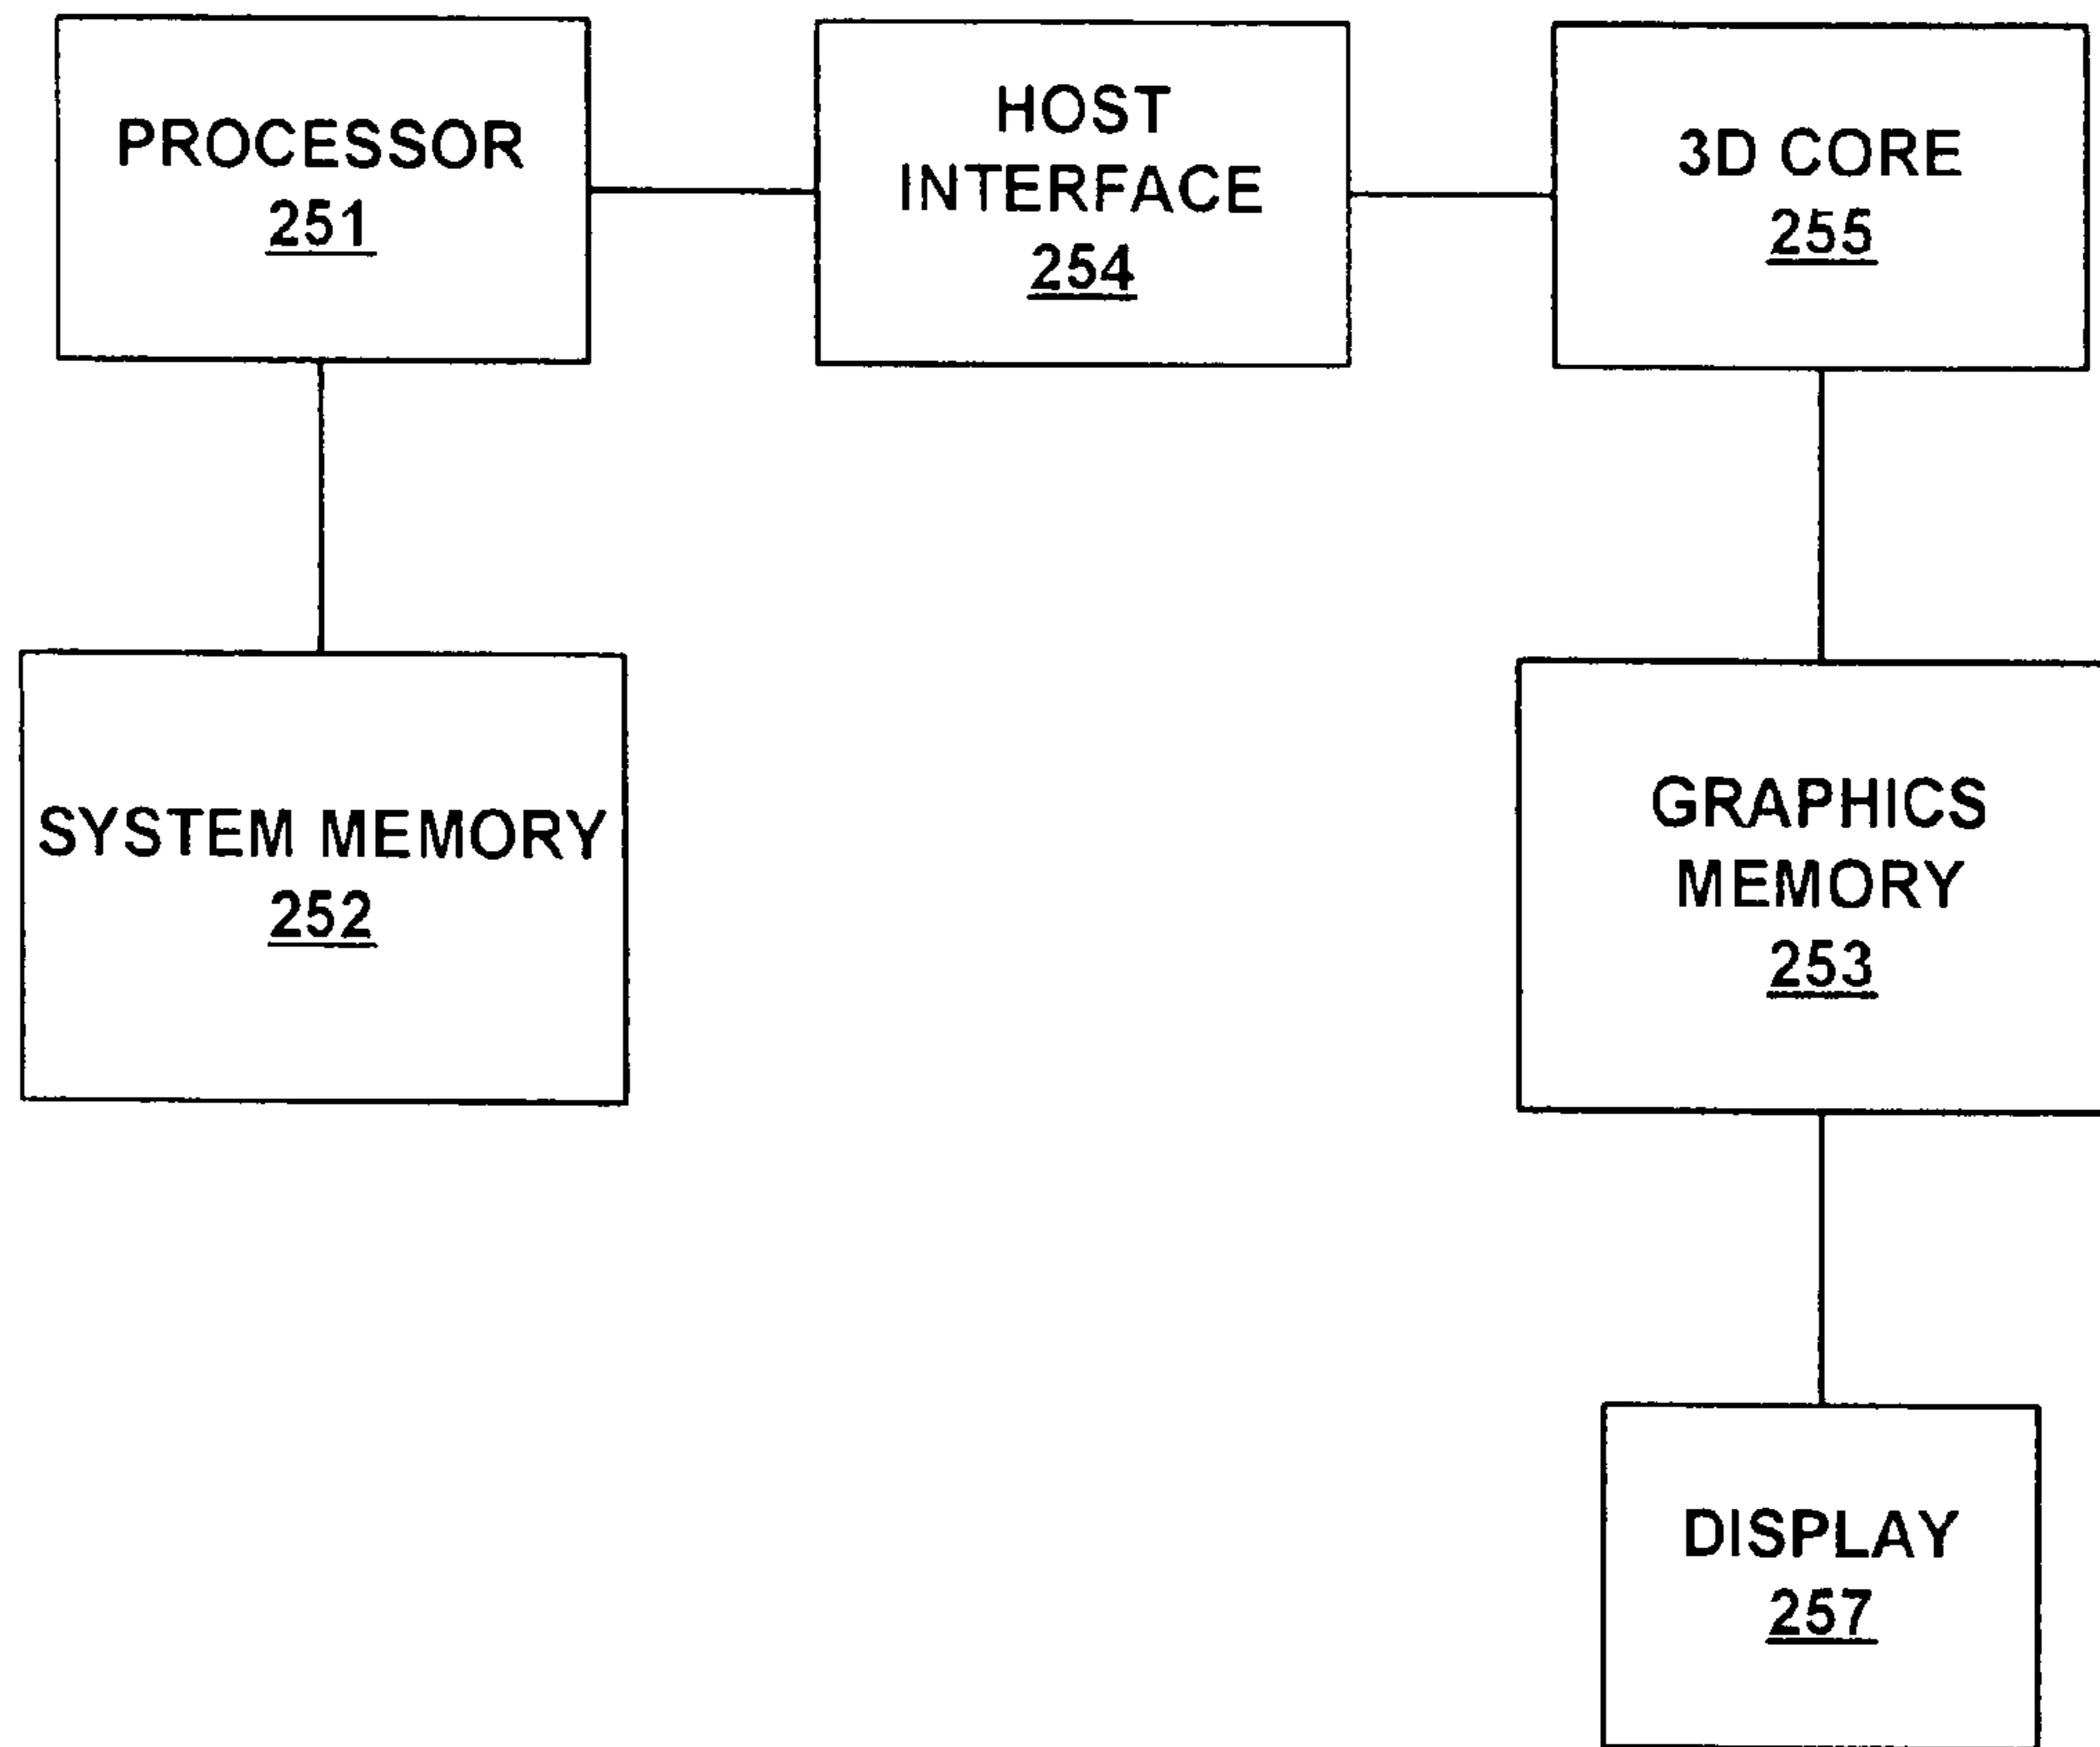 PROCESSOR
251
HOST
INTERFACE
254
3D CORE
255
SYSTEM MEMORY
252
GRAPHICS
MEMORY
253
DISPLAY
257